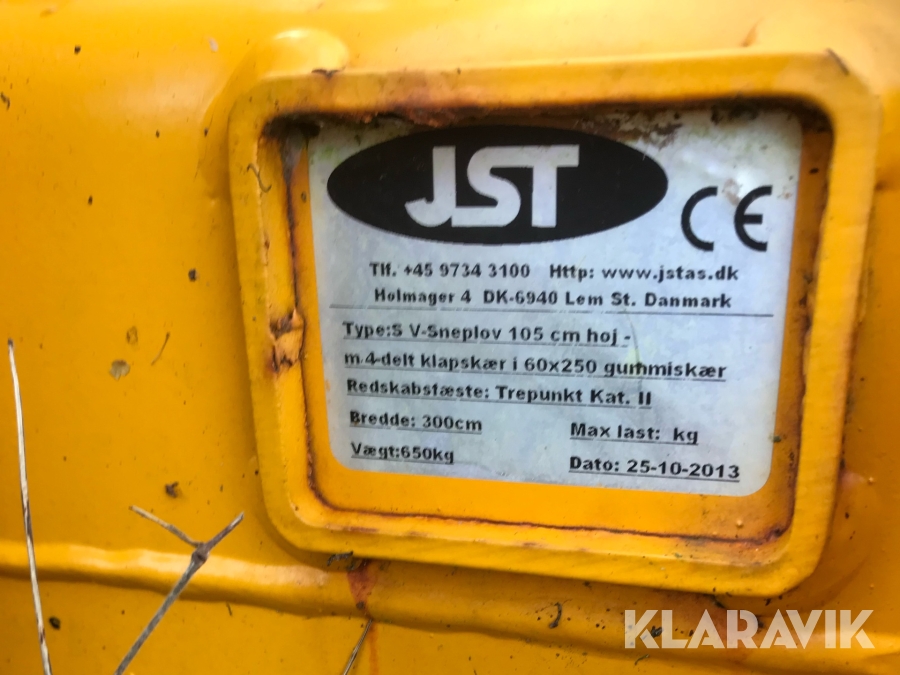 JST
CE
Tlf. +45 9734 3100 Http: www.jstas.dk
Holmager 4 DK-6940 Lem St. Danmark
Type:S V-Sneplov 105 cm hoj -
m.4-delt klapskær i 60x250 gummiskær
Redskabsfæste: Trepunkt Kat. II
Bredde: 300cm
Max last: kg
Vægt:650kg
Dato: 25-10-2013
KLARAVIK